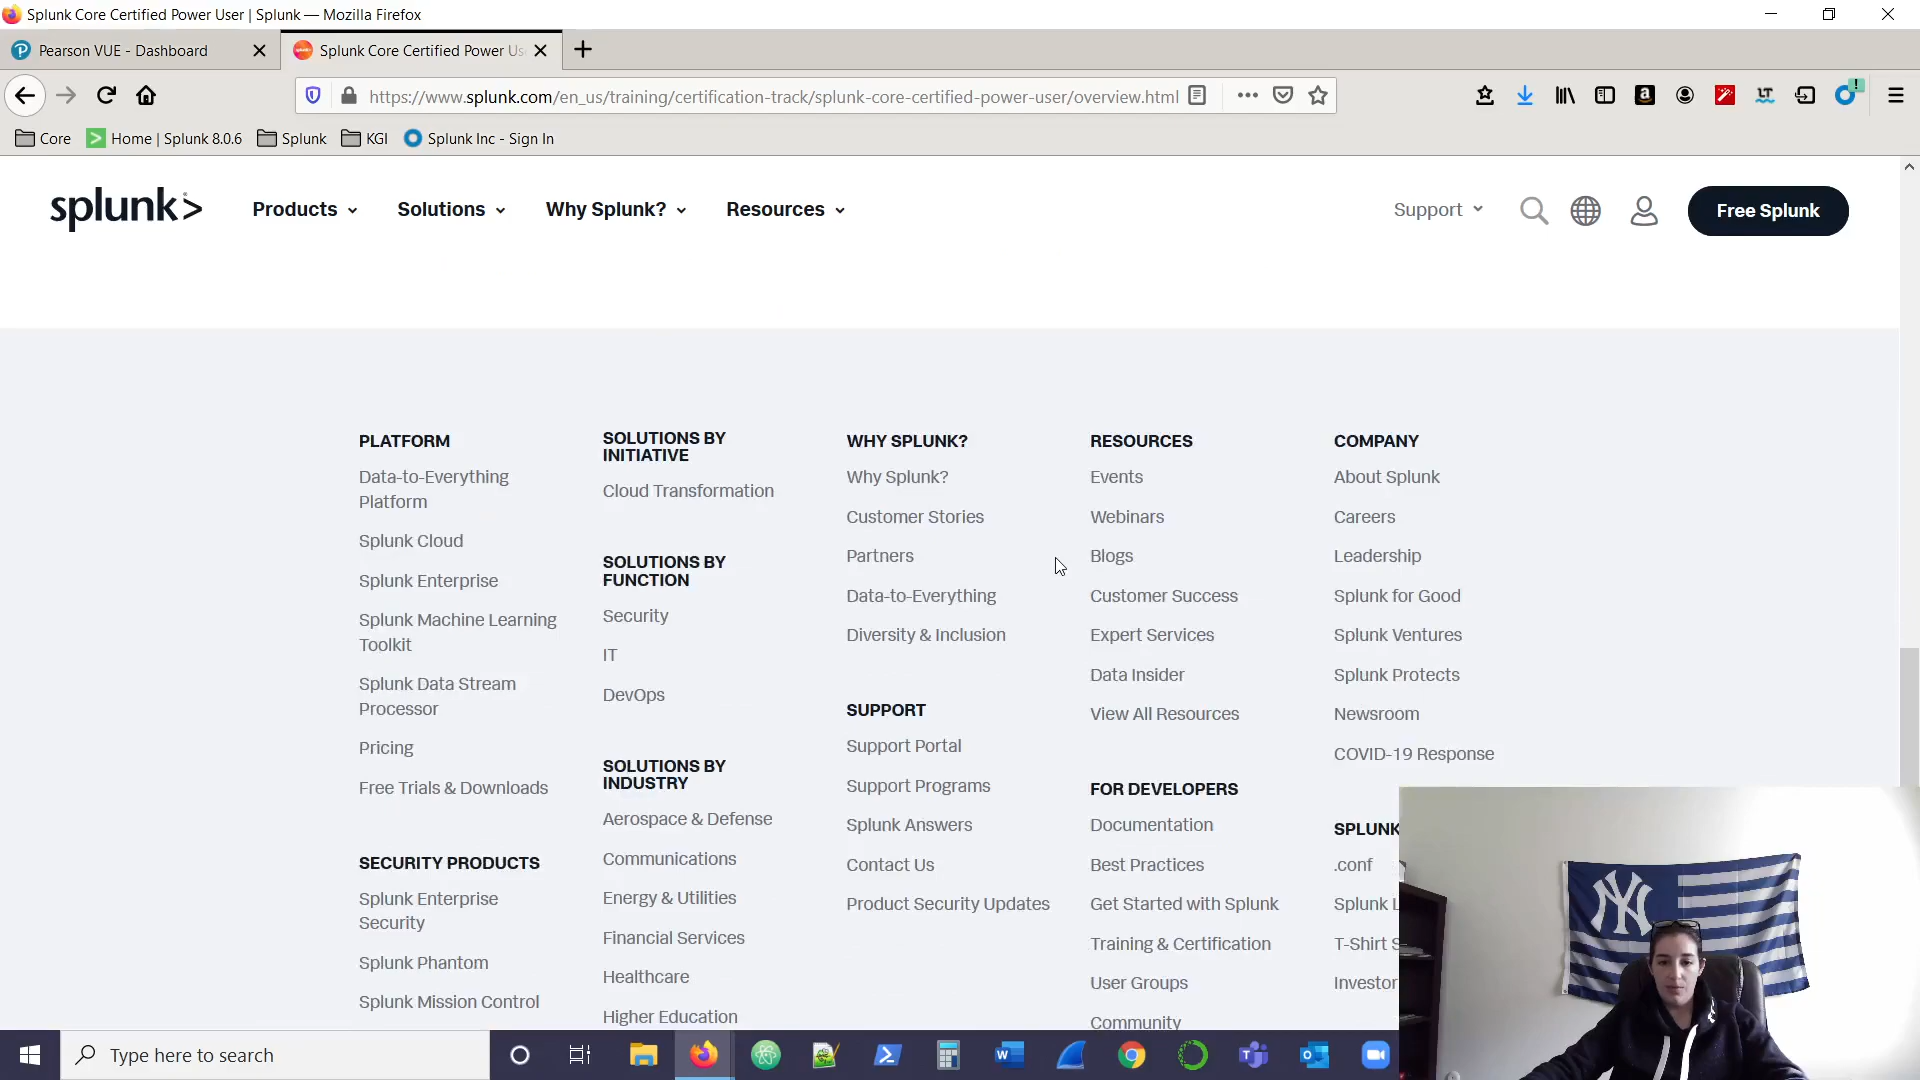 Splunk Core Certified Power User | Splunk — Mozilla Firefox
Pearson VUE - Dashboard
Splunk Core Certified Power Us
https://www.splunk.com/en_us/training/certification-track/splunk-core-certified-power-user/overview.html
Core
Home | Splunk 8.0.6
Splunk
KGI
Splunk Inc - Sign In
splunk>
Products
Solutions
Why Splunk?
Resources
Support
Free Splunk
PLATFORM
Data-to-Everything
Platform
Splunk Cloud
Splunk Enterprise
Splunk Machine Learning
Toolkit
Splunk Data Stream
Processor
Pricing
Free Trials & Downloads
SECURITY PRODUCTS
Splunk Enterprise
Security
Splunk Phantom
Splunk Mission Control
SOLUTIONS BY
INITIATIVE
Cloud Transformation
SOLUTIONS BY
FUNCTION
Security
IT
DevOps
SOLUTIONS BY
INDUSTRY
Aerospace & Defense
Communications
Energy & Utilities
Financial Services
Healthcare
Higher Education
WHY SPLUNK?
Why Splunk?
Customer Stories
Partners
Data-to-Everything
Diversity & Inclusion
SUPPORT
Support Portal
Support Programs
Splunk Answers
Contact Us
Product Security Updates
RESOURCES
Events
Webinars
Blogs
Customer Success
Expert Services
Data Insider
View All Resources
FOR DEVELOPERS
Documentation
Best Practices
Get Started with Splunk
Training & Certification
User Groups
Community
COMPANY
About Splunk
Careers
Leadership
Splunk for Good
Splunk Ventures
Splunk Protects
Newsroom
COVID-19 Response
SPLUNK
.conf
Splunk L
T-Shirt S
Investor
NY
Type here to search